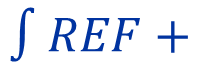 ∫ REF +